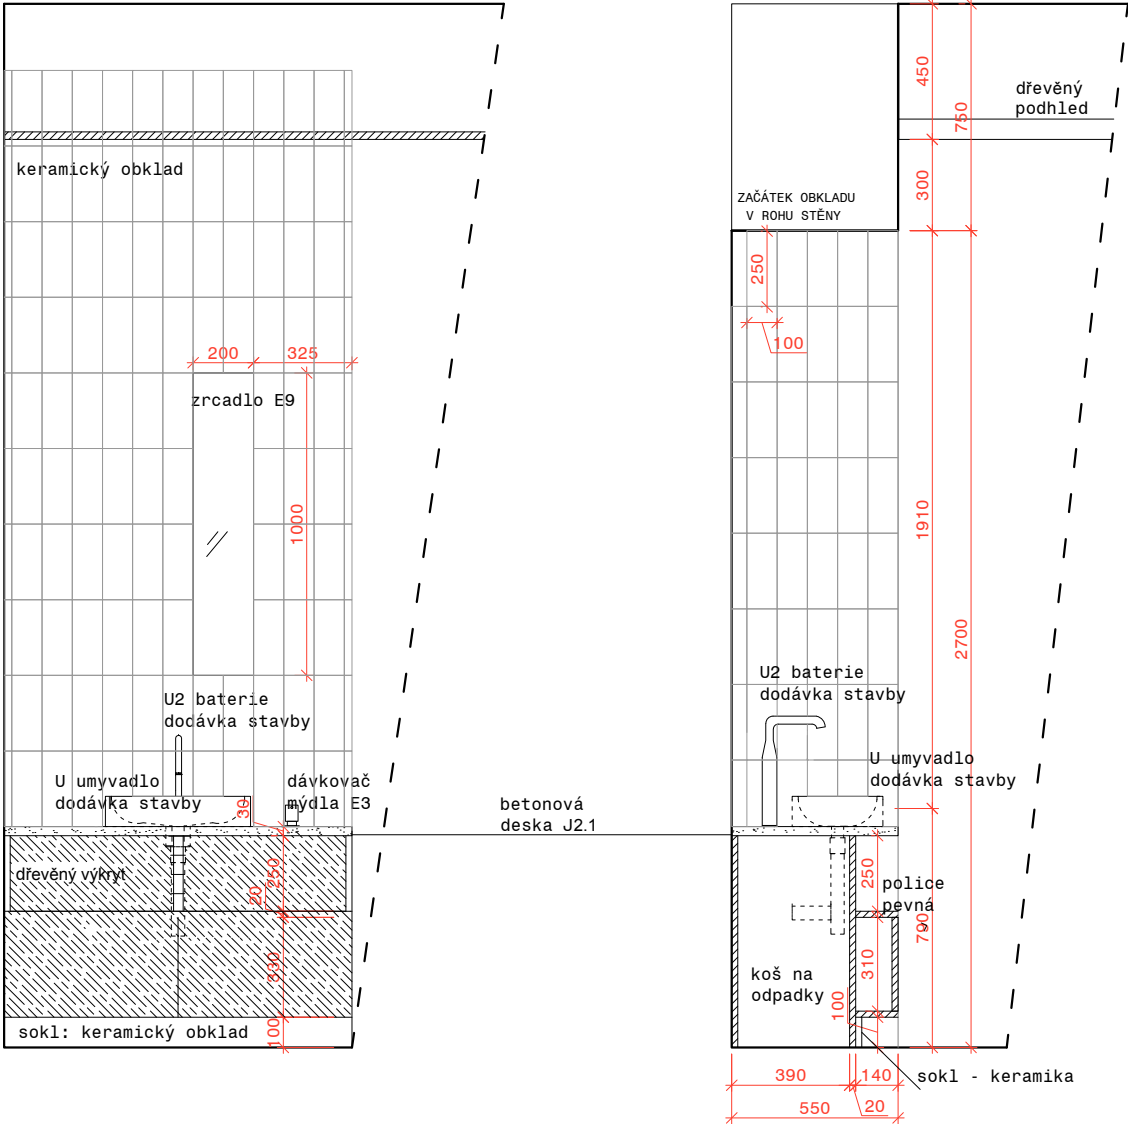 450
750
dřevěný
podhled
keramický obklad
300
ZAČÁTEK OBKLADU
V ROHU STĚNY
250
100
200
325
zrcadlo E9
1000
1910
2700
U2 baterie
dodávka stavby
U2 baterie
dodávka stavby
U umyvadlo
dodávka stavby
30
dávkovač
mýdla E3
U umyvadlo
dodávka stavby
betonová
deska J2.1
dřevěný výkryt
250
20
250
police
pevná
790
330
310
koš na
odpadky
100
sokl: keramický obklad
100
sokl - keramika
390
140
20
550